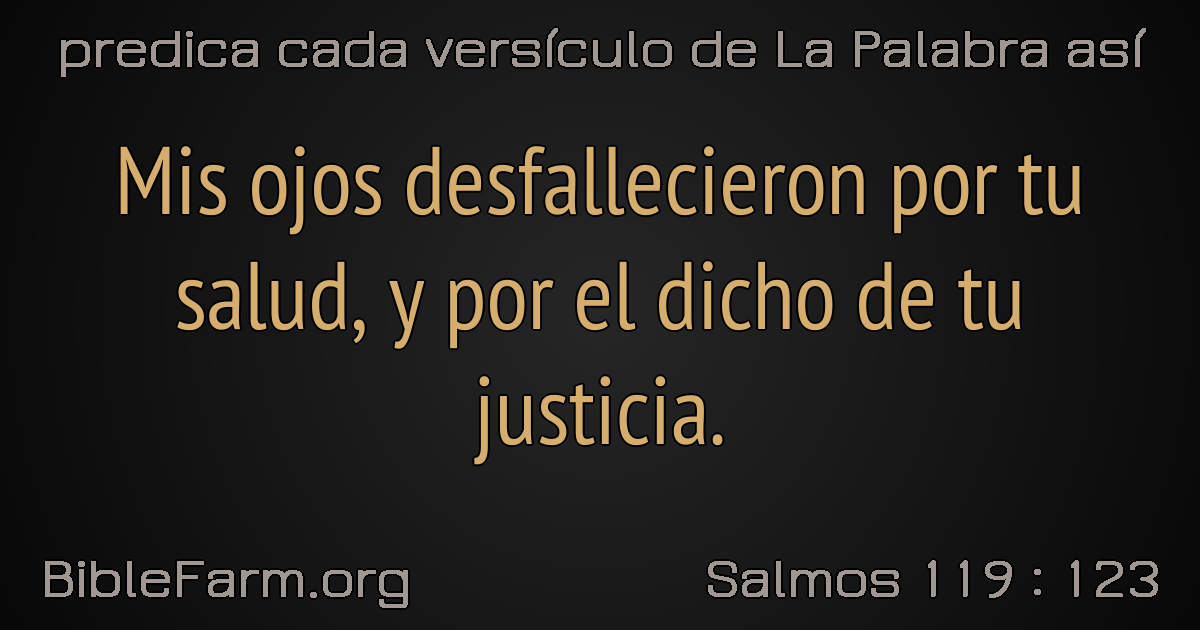 predica cada versículo de La Palabra así
Mis ojos desfallecieron por tu
salud, y por el dicho de tu
justicia.
BibleFarm.org
Salmos 119 : 123